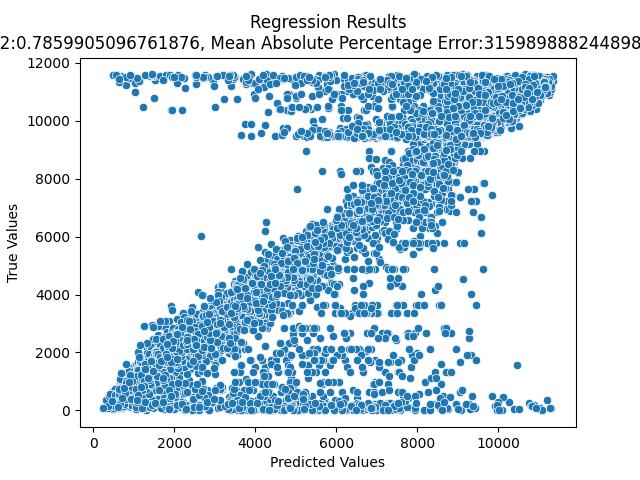 Regression Results
2:0.7859905096761876, Mean Absolute Percentage Error:315989888244898
12000
10000
8000
6000
4000
2000
0
True Values
0 2000 4000 6000 8000 10000
Predicted Values